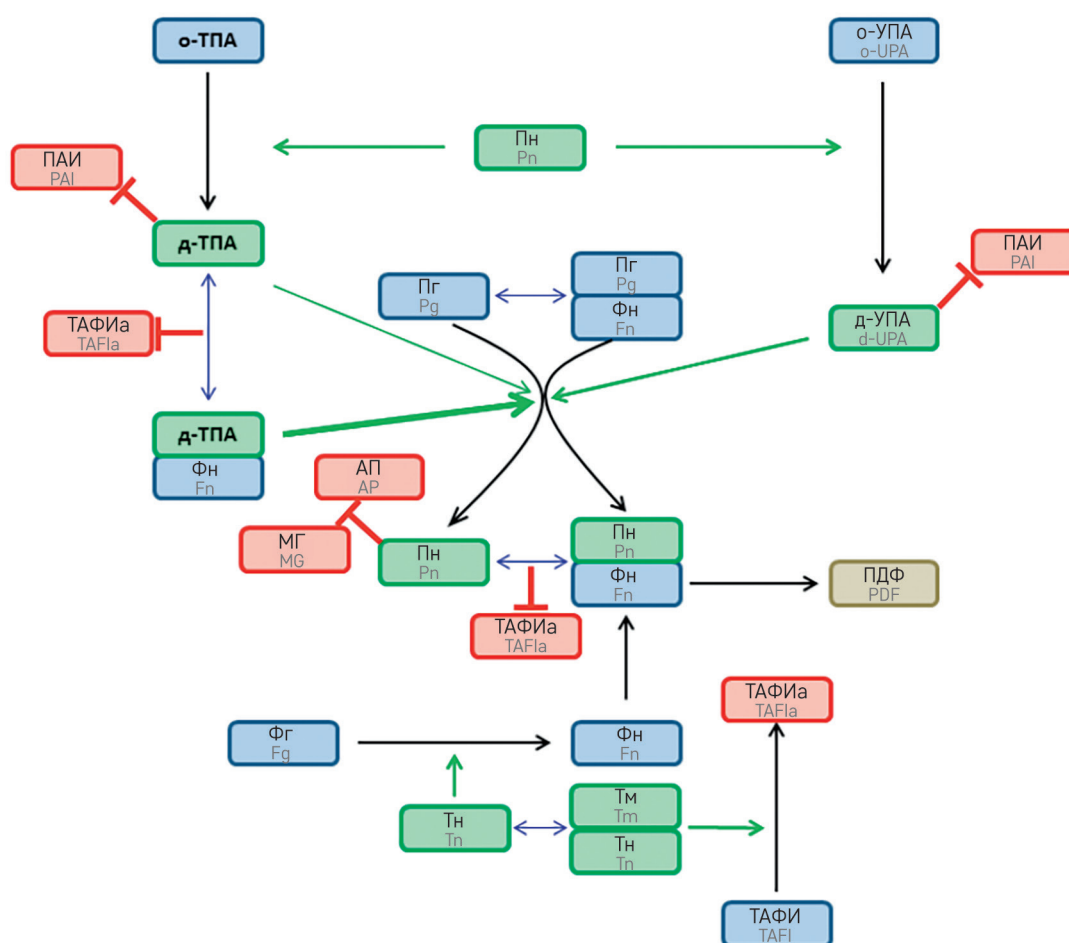 о-ТПА
о-УПА
o-UPA
Пн
Pn
ПАИ
PAI
д-ТПА
ПАИ
PAI
Пг
Pg
Пг
Pg
Фн
Fn
ТАФИа
TAFIa
д-УПА
d-UPA
д-ТПА
Фн
Fn
АП
AP
МГ
MG
Пн
Pn
Пн
Pn
Фн
Fn
ПДФ
PDF
ТАФИа
TAFIa
ТАФИа
TAFIa
Фг
Fg
Фн
Fn
Тн
Tn
Тм
Tm
Тн
Tn
ТАФИ
TAFI